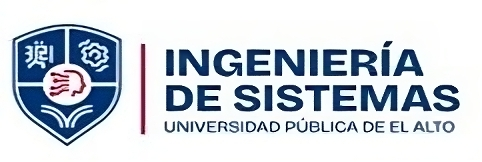 INGENIERÍA
DE SISTEMAS
UNIVERSIDAD PÚBLICA DE EL ALTO